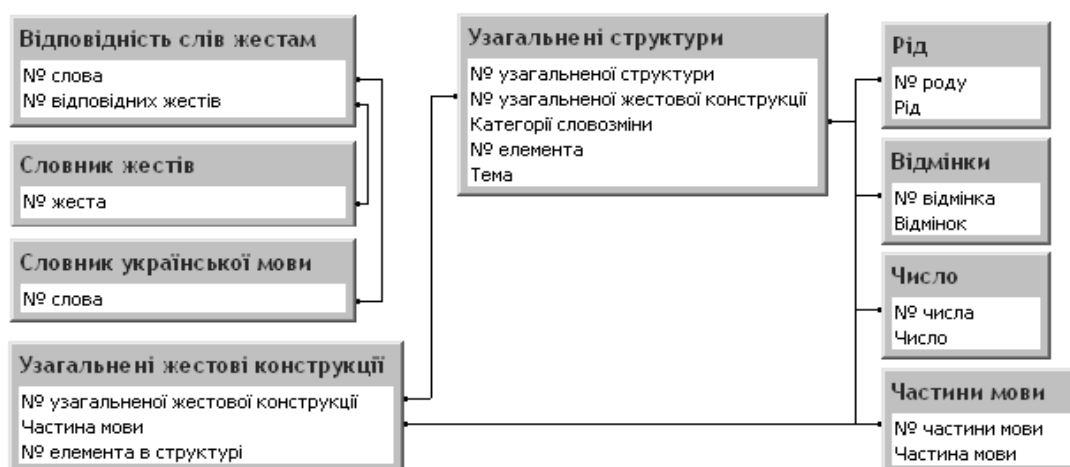 Відповідність слів жестам
№ слова
№ відповідних жестів
Словник жестів
№ жеста
Словник української мови
№ слова
Узагальнені жестові конструкції
№ узагальненої жестової конструкції
Частина мови
№ елемента в структурі
Узагальнені структури
№ узагальненої структури
№ узагальненої жестової конструкції
Категорії словозміни
№ елемента
Тема
Рід
№ роду
Рід
Відмінки
№ відмінка
Відмінок
Число
№ числа
Число
Частини мови
№ частини мови
Частина мови